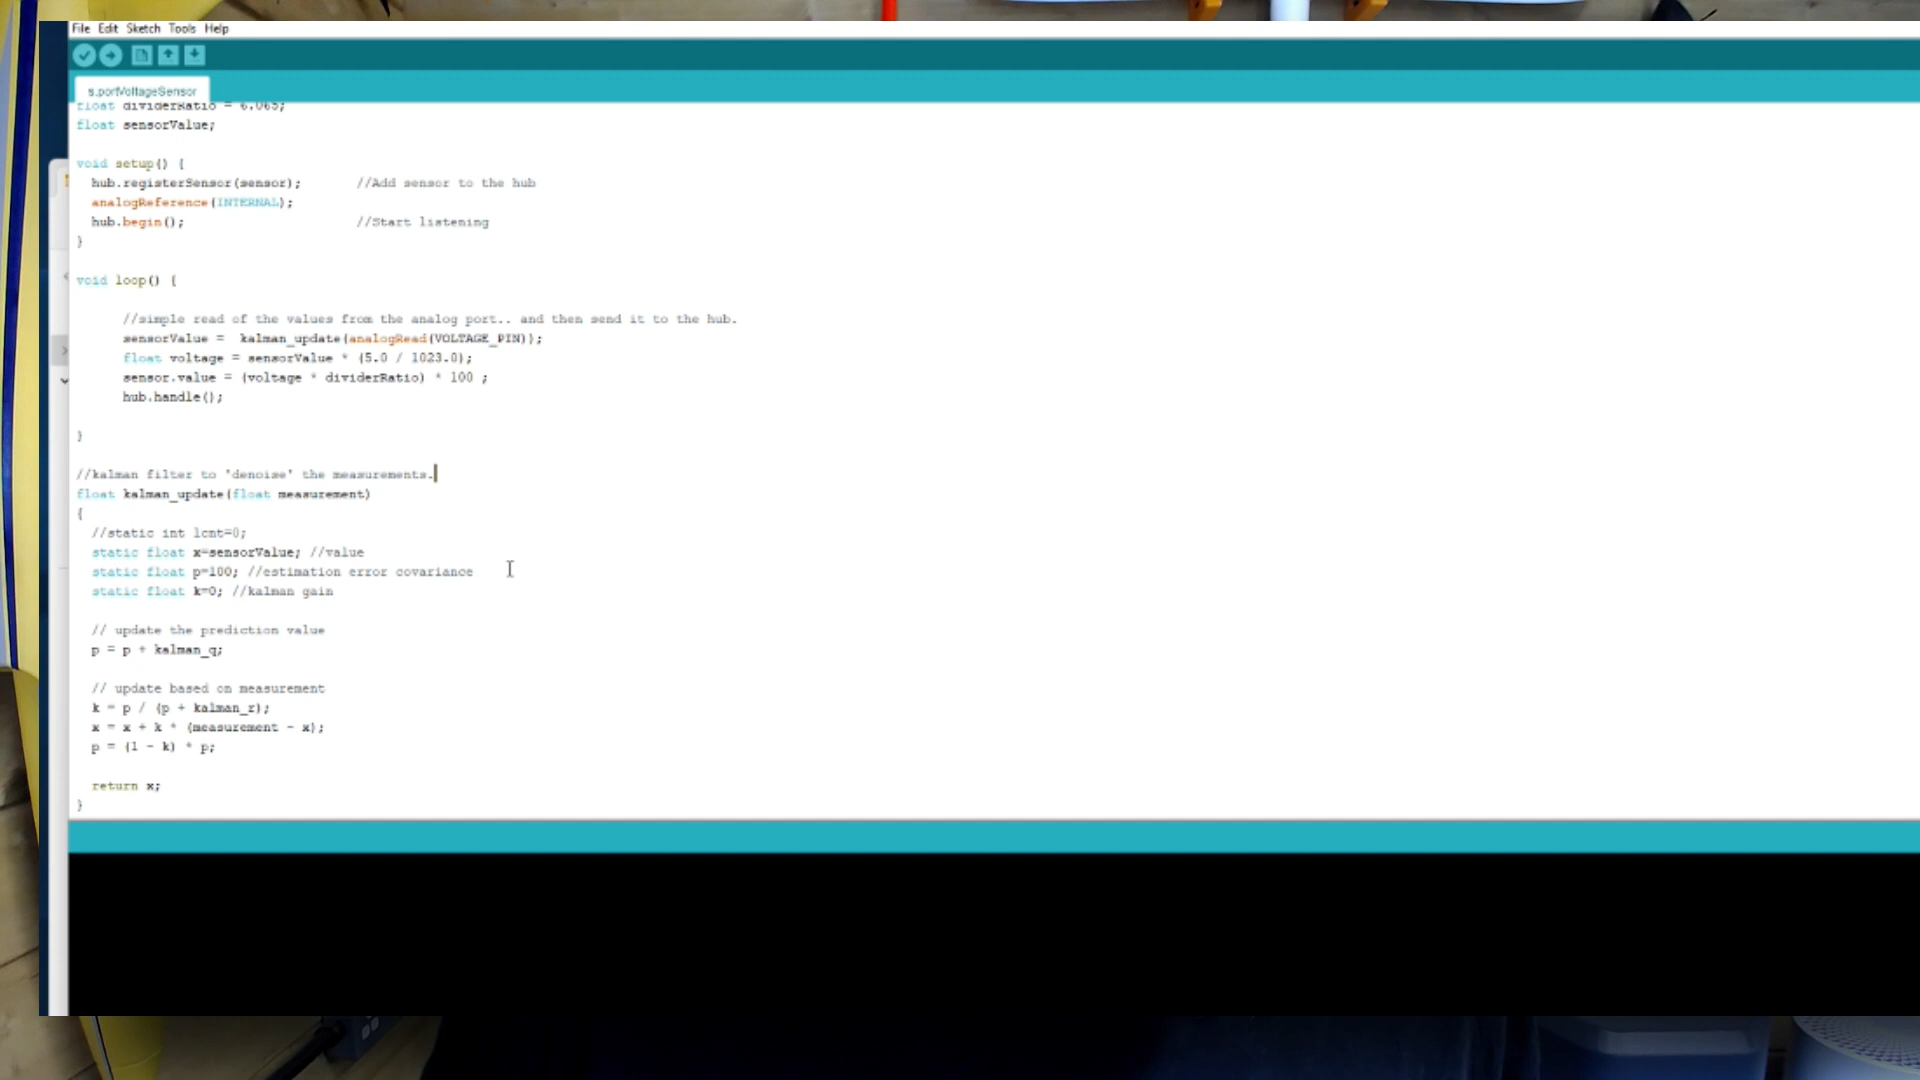 File Edit Sketch Tools Help
s.portVoltageSensor
float dividerRatio = 6.065;
float sensorValue;
void setup() {
hub.registerSensor(sensor); //Add sensor to the hub
analogReference(INTERNAL);
hub.begin(); //Start listening
}
void loop() {
//simple read of the values from the analog port.. and then send it to the hub.
sensorValue = kalman_update(analogRead(VOLTAGE_PIN));
float voltage = sensorValue * (5.0 / 1023.0);
sensor.value = (voltage * dividerRatio) * 100 ;
hub.handle();
}
//kalman filter to 'denoise' the measurements.
float kalman_update(float measurement)
{
//static int lcnt=0;
static float x=sensorValue; //value
static float p=100; //estimation error covariance
static float k=0; //kalman gain
// update the prediction value
p = p + kalman_q;
// update based on measurement
k = p / (p + kalman_r);
x = x + k * (measurement - x);
p = (1 - k) * p;
return x;
}